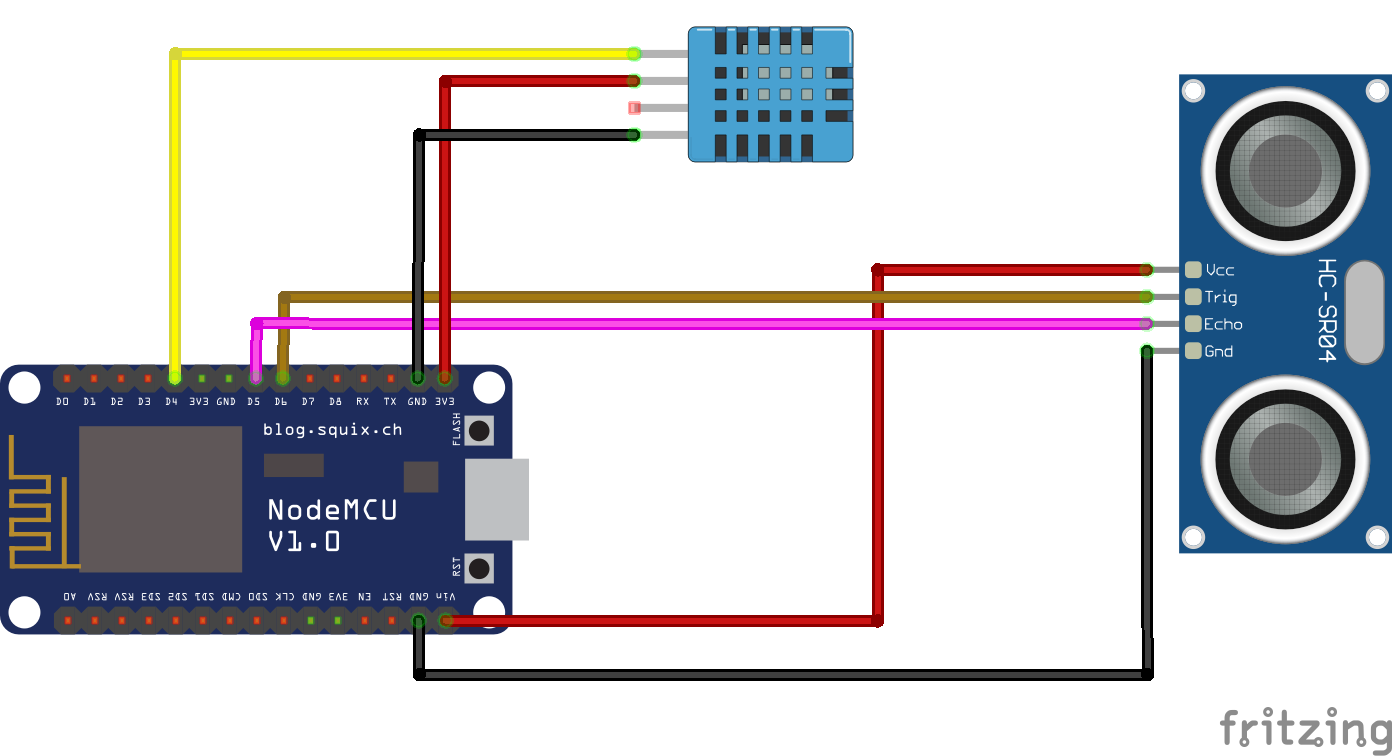 Vcc
Trig
Echo
Gnd
HC-SR04
D0 D1 D2 D3 D4 3V3 GND D5 D6 D7 D8 RX TX GND 3V3
blog.squix.ch
FLASH
NodeMCU
V1.0
RST
A0 RSV RSV SD3 SD2 SD1 CMD SD0 CLK GND 3V3 EN RST GND Vin
fritzing